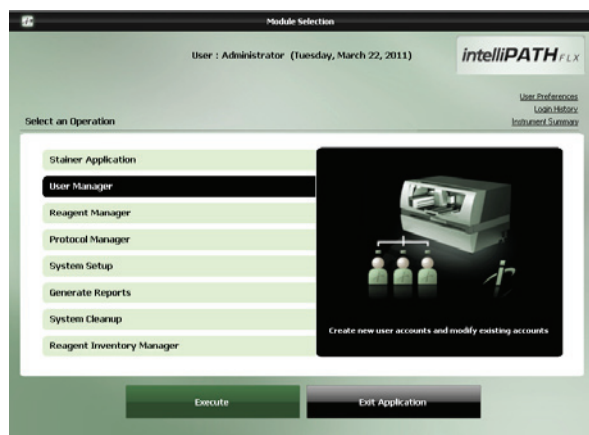 Module Selection
User : Administrator (Tuesday, March 22, 2011)
intelliPATH FLX
User Preferences
Login History
Instrument Summary
Select an Operation
Stainer Application
User Manager
Reagent Manager
Protocol Manager
System Setup
Generate Reports
System Cleanup
Reagent Inventory Manager
Create new user accounts and modify existing accounts
Execute
Exit Application